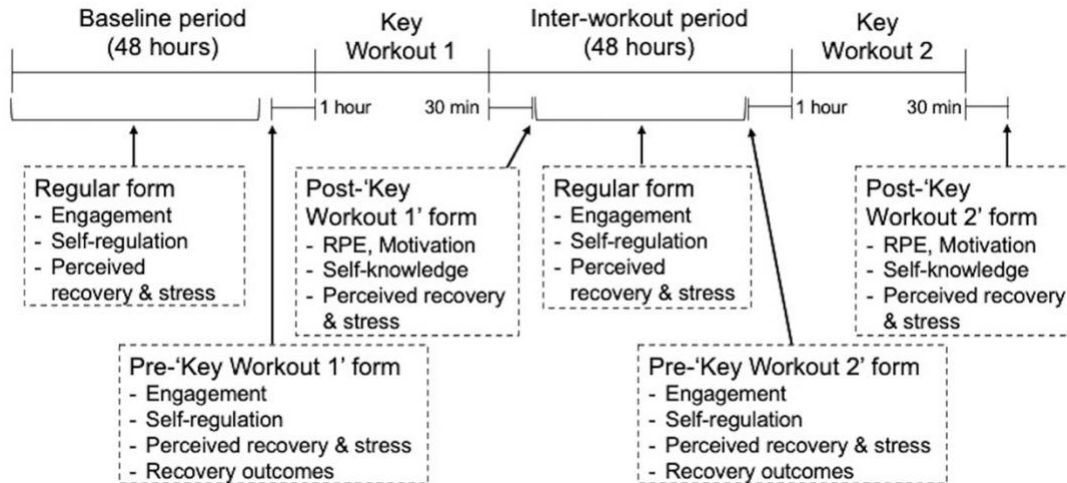 Baseline period
(48 hours)
Key
Workout 1
Inter-workout period
(48 hours)
Key
Workout 2
1 hour
30 min
1 hour
30 min
Regular form
- Engagement
- Self-regulation
- Perceived
recovery & stress
Post-‘Key
Workout 1’ form
- RPE, Motivation
- Self-knowledge
- Perceived recovery
& stress
Regular form
- Engagement
- Self-regulation
- Perceived
recovery & stress
Post-‘Key
Workout 2’ form
- RPE, Motivation
- Self-knowledge
- Perceived recovery
& stress
Pre-‘Key Workout 1’ form
- Engagement
- Self-regulation
- Perceived recovery & stress
- Recovery outcomes
Pre-‘Key Workout 2’ form
- Engagement
- Self-regulation
- Perceived recovery & stress
- Recovery outcomes